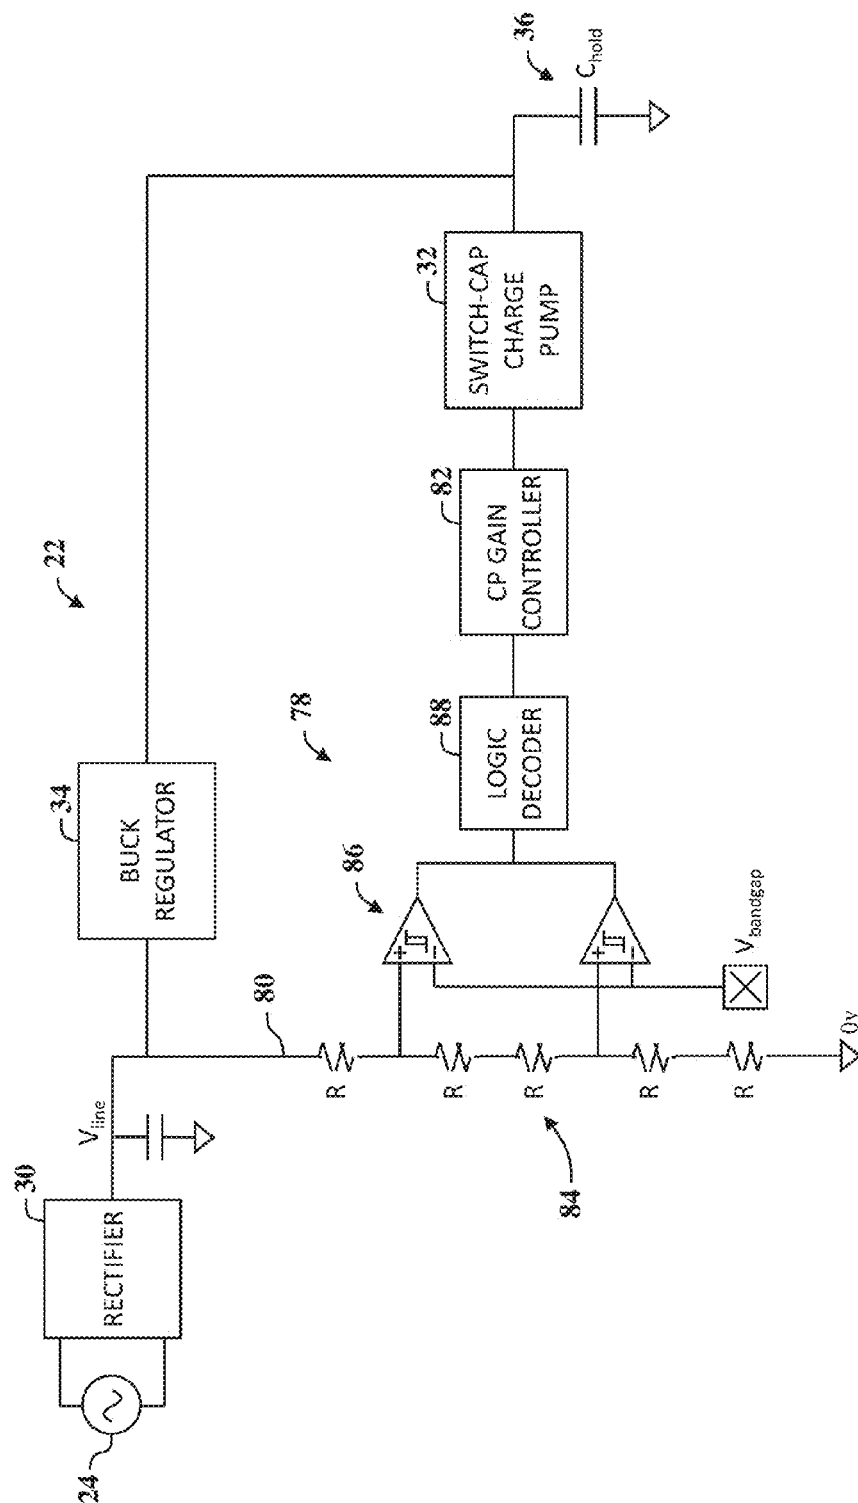 24
30
RECTIFIER
V_line
34
BUCK
REGULATOR
22
80
R
R
R
R
R
84
0v
+
-
+
-
86
V_bandgap
78
88
LOGIC
DECODER
82
CP GAIN
CONTROLLER
32
SWITCH-CAP
CHARGE
PUMP
36
C_hold